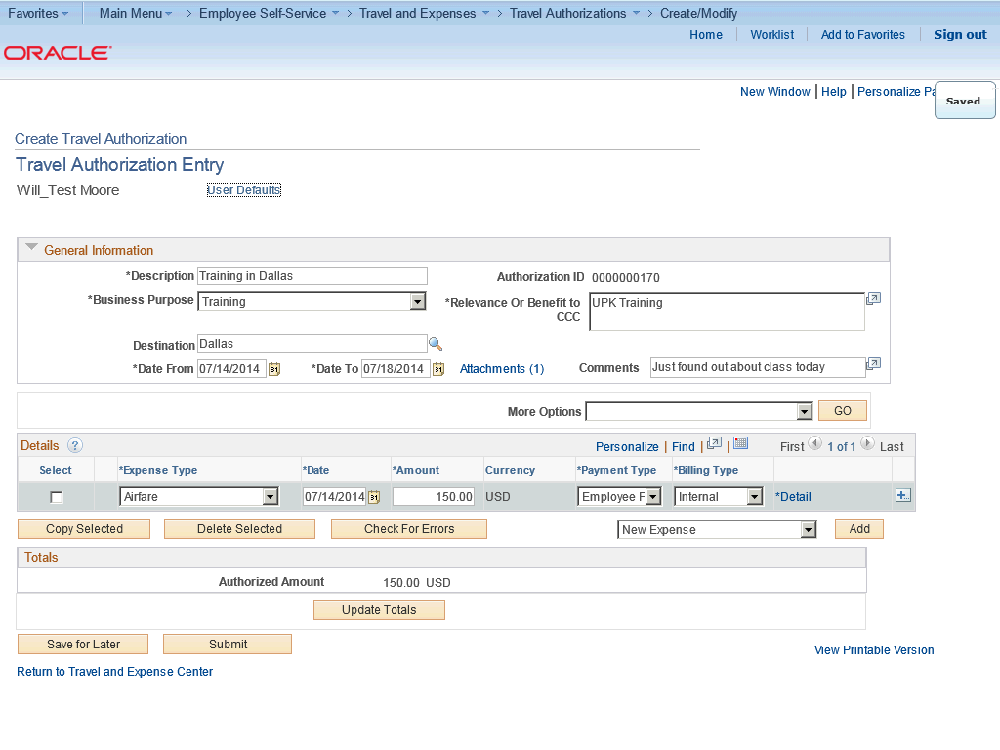 Favorites Main Menu > Employee Self-Service > Travel and Expenses > Travel Authorizations > Create/Modify
Home Worklist Add to Favorites Sign out
ORACLE
New Window | Help | Personalize Pa
Saved
Create Travel Authorization
Travel Authorization Entry
Will_Test Moore User Defaults
General Information
*Description Training in Dallas Authorization ID 0000000170
*Business Purpose Training *Relevance Or Benefit to CCC UPK Training
Destination Dallas
*Date From 07/14/2014 31 *Date To 07/18/2014 31 Attachments (1) Comments Just found out about class today
More Options GO
Details ? Personalize | Find | | First 1 of 1 Last
Select *Expense Type *Date *Amount Currency *Payment Type *Billing Type
Airfare 07/14/2014 31 150.00 USD Employee P Internal *Detail
Copy Selected Delete Selected Check For Errors New Expense Add
Totals
Authorized Amount 150.00 USD
Update Totals
Save for Later Submit
View Printable Version
Return to Travel and Expense Center